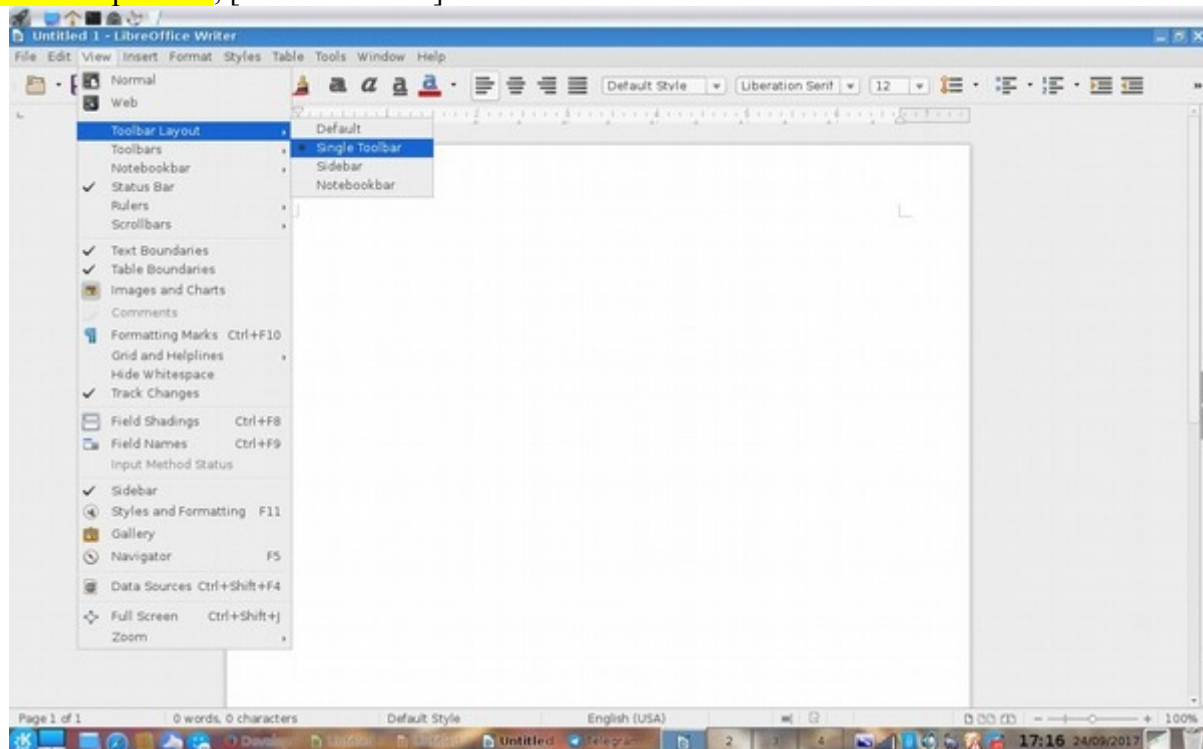 Untitled 1 - LibreOffice Writer
File Edit View Insert Format Styles Table Tools Window Help
Default Style Liberation Serif 12
Normal
Web
Toolbar Layout
Toolbars
Notebookbar
Status Bar
Rulers
Scrollbars
Text Boundaries
Table Boundaries
Images and Charts
Comments
Formatting Marks Ctrl+F10
Grid and Helplines
Hide Whitespace
Track Changes
Field Shadings Ctrl+F8
Field Names Ctrl+F9
Input Method Status
Sidebar
Styles and Formatting F11
Gallery
Navigator F5
Data Sources Ctrl+Shift+F4
Full Screen Ctrl+Shift+J
Zoom
Default
Single Toolbar
Sidebar
Notebookbar
Page 1 of 1 0 words, 0 characters Default Style English (USA) 100%
Untitled Telegram 2 3 4 17:16 24/09/2017